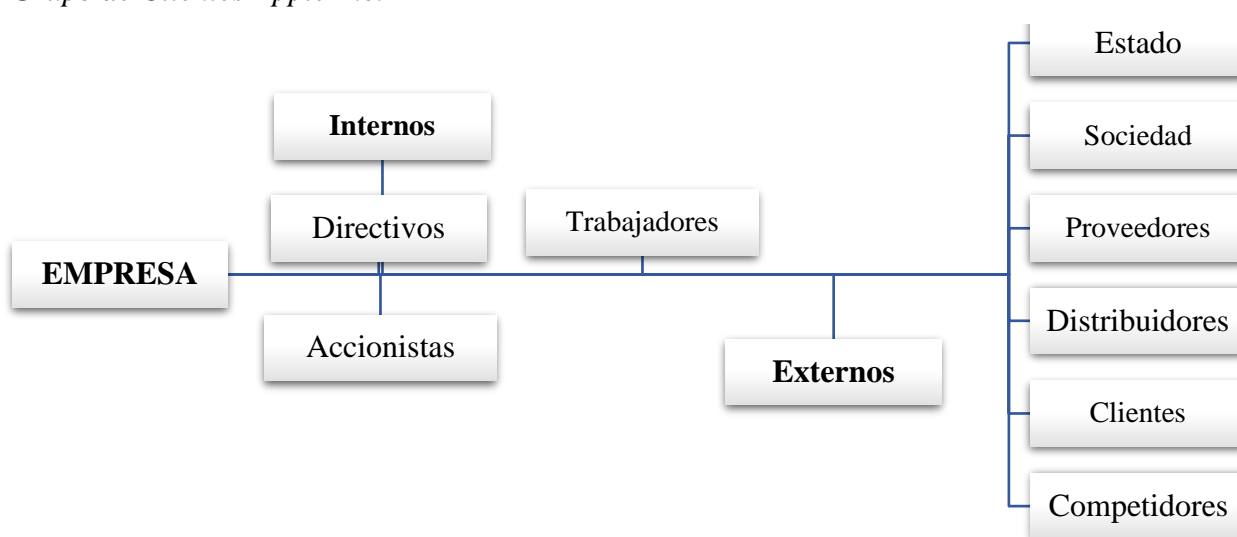 Estado
Internos
Sociedad
Directivos
Trabajadores
Proveedores
EMPRESA
Distribuidores
Accionistas
Externos
Clientes
Competidores